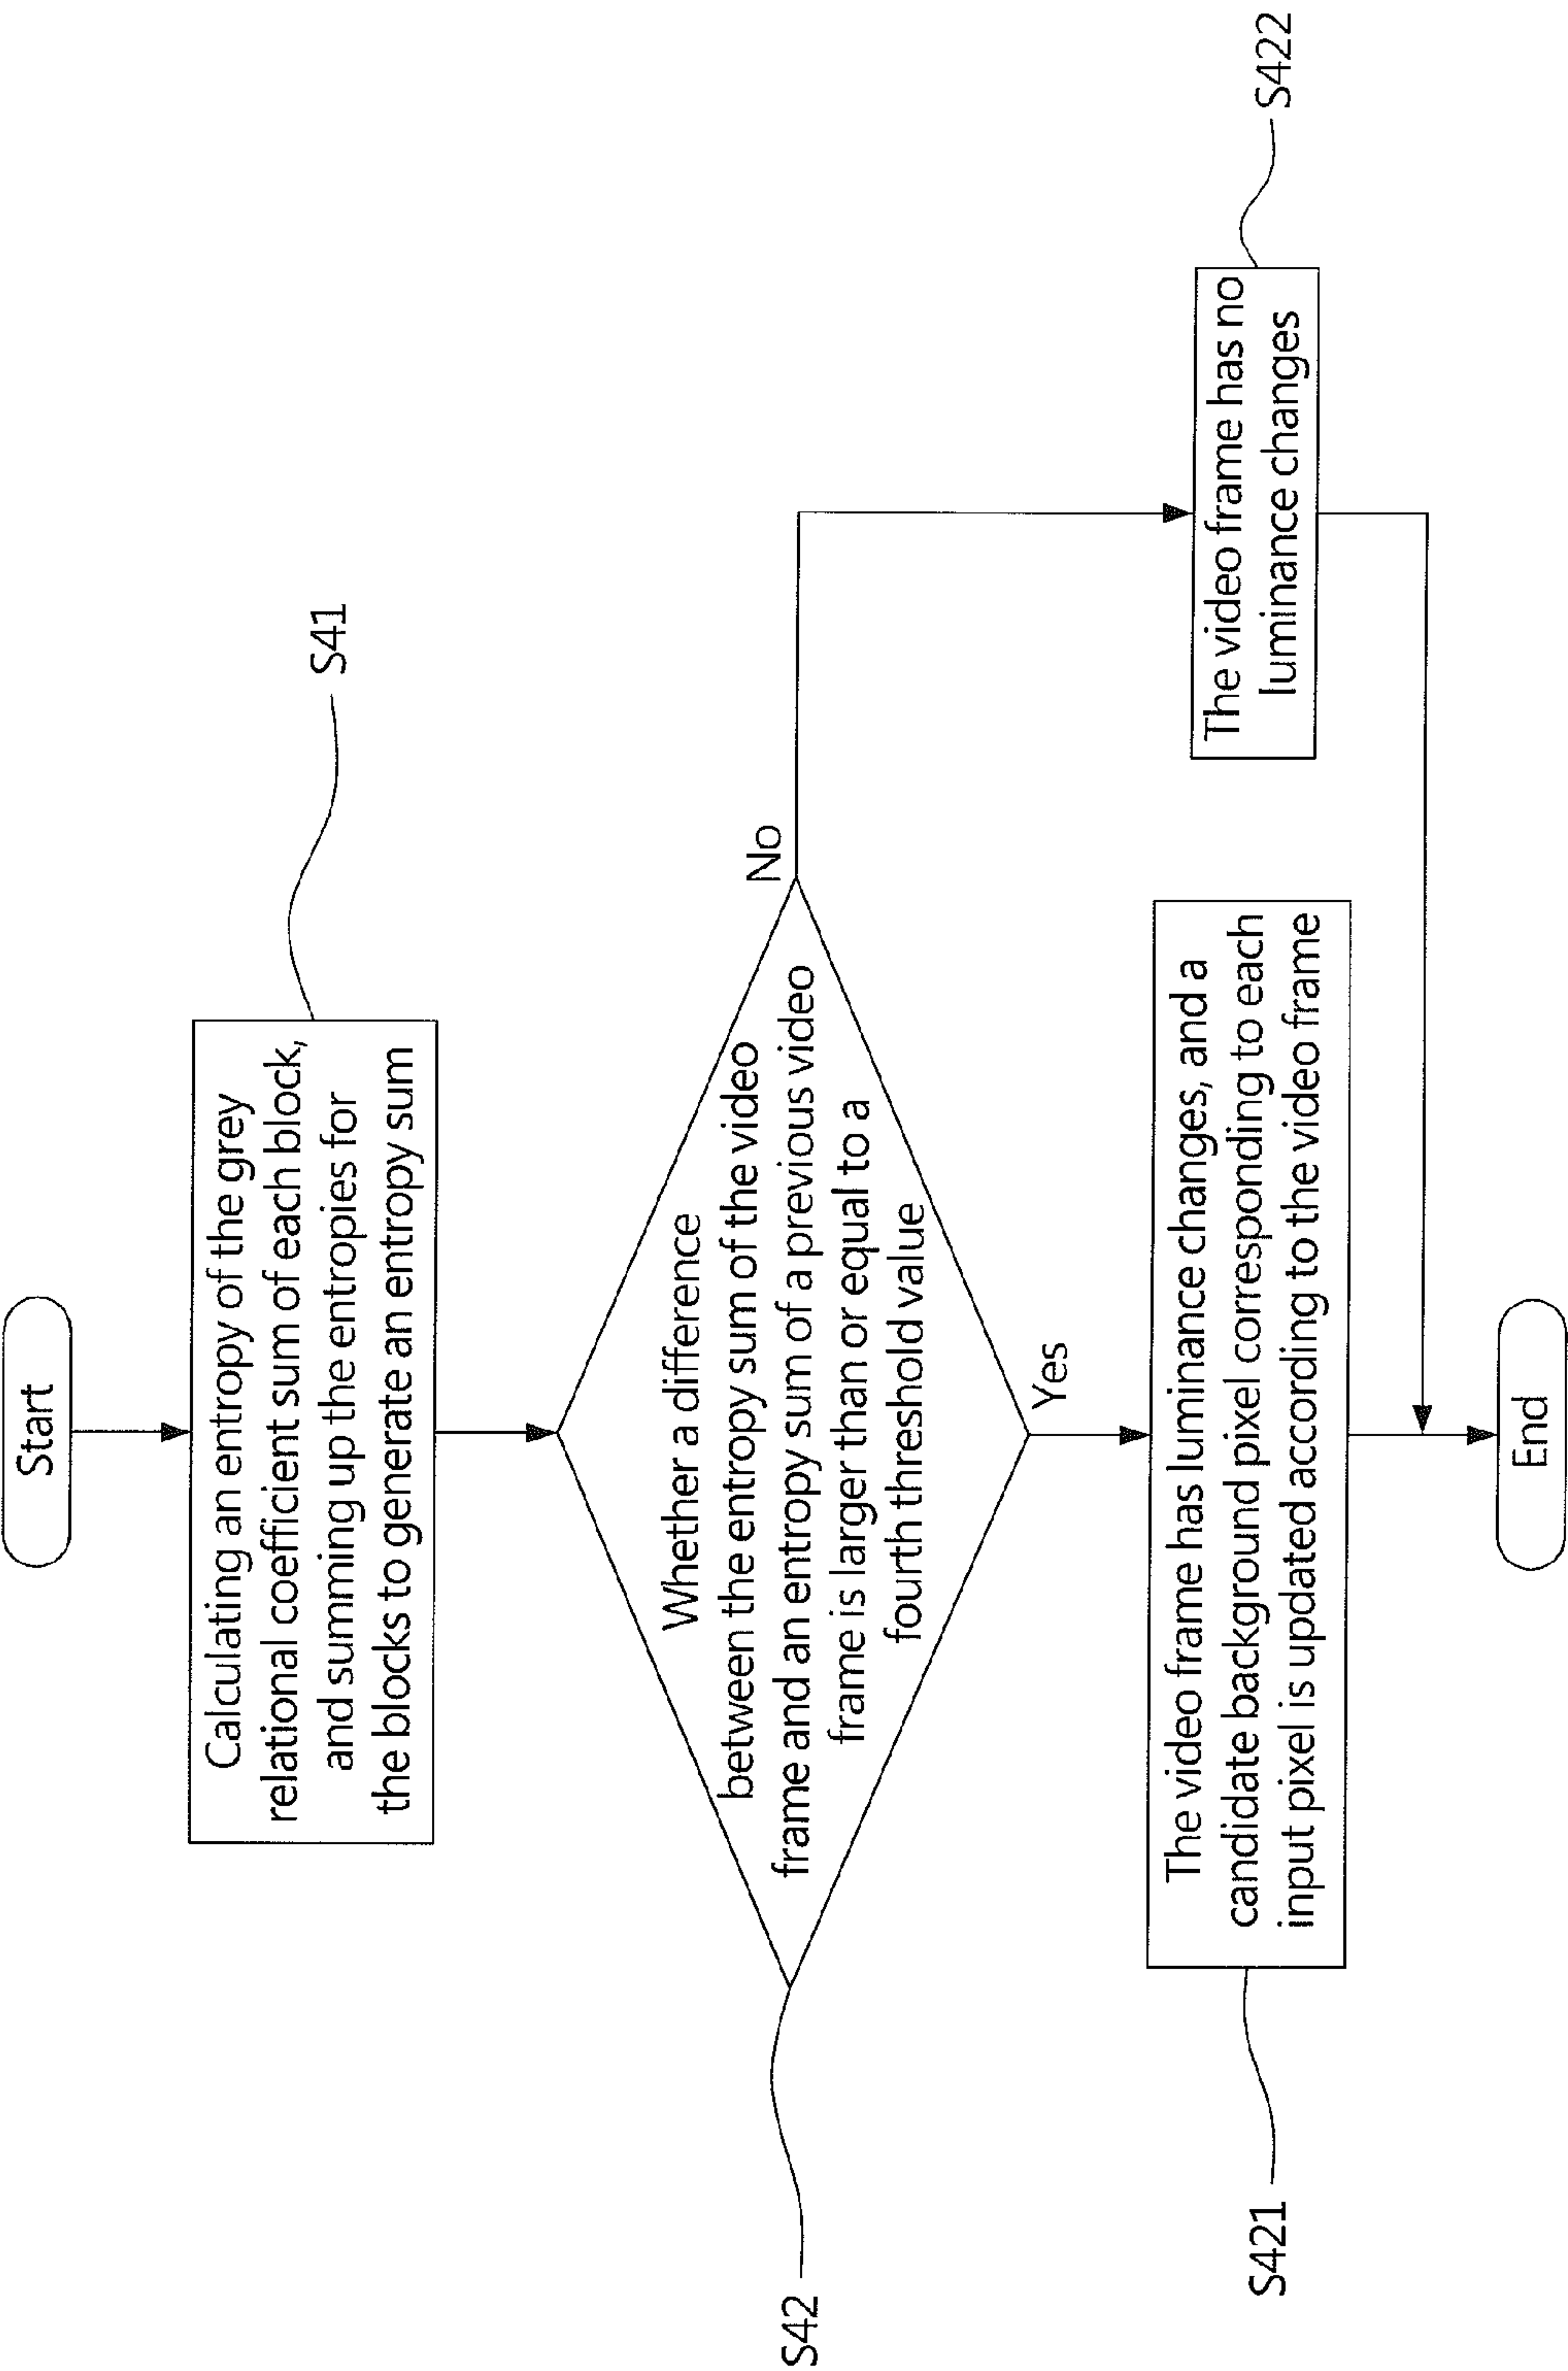 Start
Calculating an entropy of the grey
relational coefficient sum of each block,
and summing up the entropies for
the blocks to generate an entropy sum
S41
Whether a difference
between the entropy sum of the video
frame and an entropy sum of a previous video
frame is larger than or equal to a
fourth threshold value
S42
No
Yes
The video frame has luminance changes, and a
candidate background pixel corresponding to each
input pixel is updated according to the video frame
S421
The video frame has no
luminance changes
S422
End